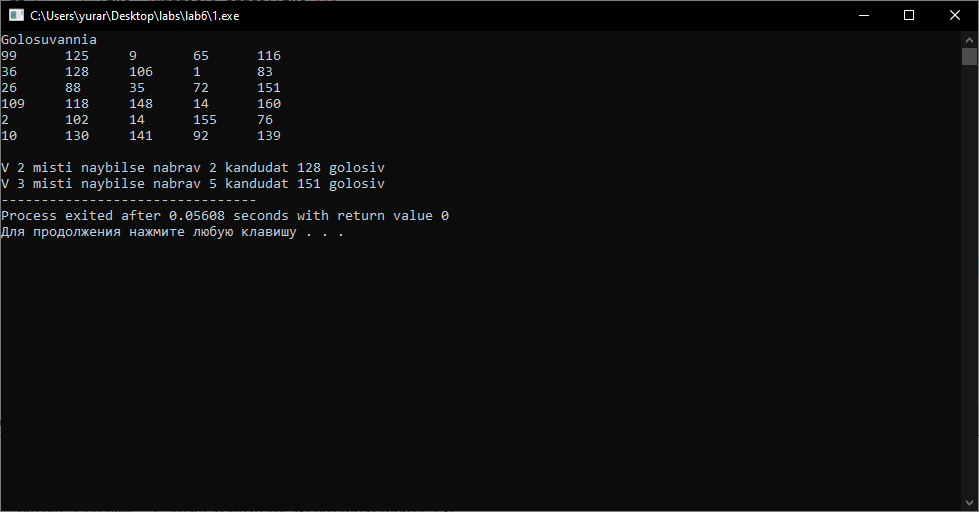 C:\Users\yurar\Desktop\labs\lab6\1.exe
Golosuvannia
99 125 9 65 116
36 128 106 1 83
26 88 35 72 151
109 118 148 14 160
2 102 14 155 76
10 130 141 92 139
V 2 misti naybilse nabrav 2 kandudat 128 golosiv
V 3 misti naybilse nabrav 5 kandudat 151 golosiv
--------------------------------
Process exited after 0.05608 seconds with return value 0
Для продолжения нажмите любую клавишу . . .